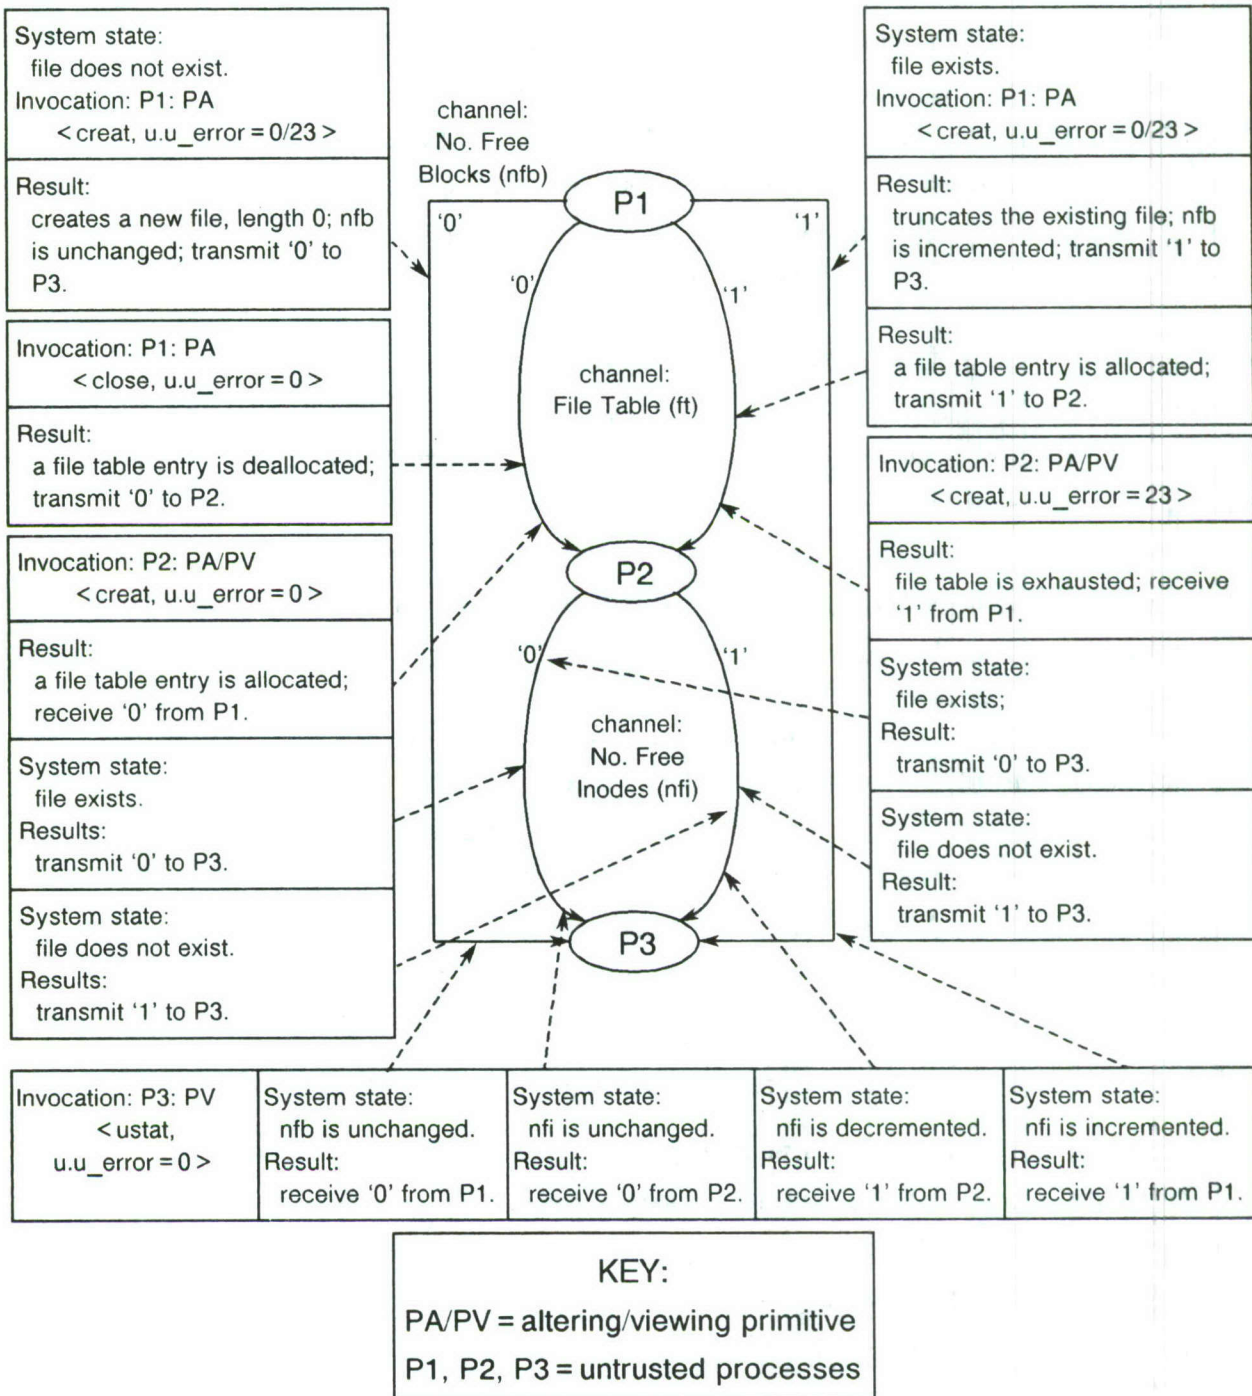 System state:
file does not exist.
Invocation: P1: PA
< creat, u.u_error = 0/23 >
Result:
creates a new file, length 0; nfb
is unchanged; transmit ‘0’ to
P3.
Invocation: P1: PA
< close, u.u_error = 0 >
Result:
a file table entry is deallocated;
transmit ‘0’ to P2.
Invocation: P2: PA/PV
< creat, u.u_error = 0 >
Result:
a file table entry is allocated;
receive ‘0’ from P1.
System state:
file exists.
Results:
transmit ‘0’ to P3.
System state:
file does not exist.
Results:
transmit ‘1’ to P3.
channel:
No. Free
Blocks (nfb)
P1
‘0’
‘1’
‘0’
‘1’
channel:
File Table (ft)
P2
‘0’
‘1’
channel:
No. Free
Inodes (nfi)
P3
System state:
file exists.
Invocation: P1: PA
< creat, u.u_error = 0/23 >
Result:
truncates the existing file; nfb
is incremented; transmit ‘1’ to
P3.
Result:
a file table entry is allocated;
transmit ‘1’ to P2.
Invocation: P2: PA/PV
< creat, u.u_error = 23 >
Result:
file table is exhausted; receive
‘1’ from P1.
System state:
file exists;
Result:
transmit ‘0’ to P3.
System state:
file does not exist.
Result:
transmit ‘1’ to P3.
Invocation: P3: PV
< ustat,
u.u_error = 0 >
System state:
nfb is unchanged.
Result:
receive ‘0’ from P1.
System state:
nfi is unchanged.
Result:
receive ‘0’ from P2.
System state:
nfi is decremented.
Result:
receive ‘1’ from P2.
System state:
nfi is incremented.
Result:
receive ‘1’ from P1.
KEY:
PA/PV = altering/viewing primitive
P1, P2, P3 = untrusted processes